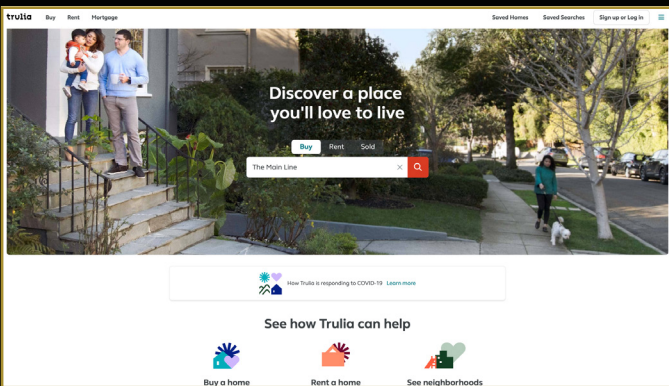 trulia Buy Rent Mortgage Saved Homes Saved Searches Sign up or Log in
Discover a place
you'll love to live
Buy Rent Sold
The Main Line
How Trulia is responding to COVID-19 Learn more
See how Trulia can help
Buy a home Rent a home See neighborhoods